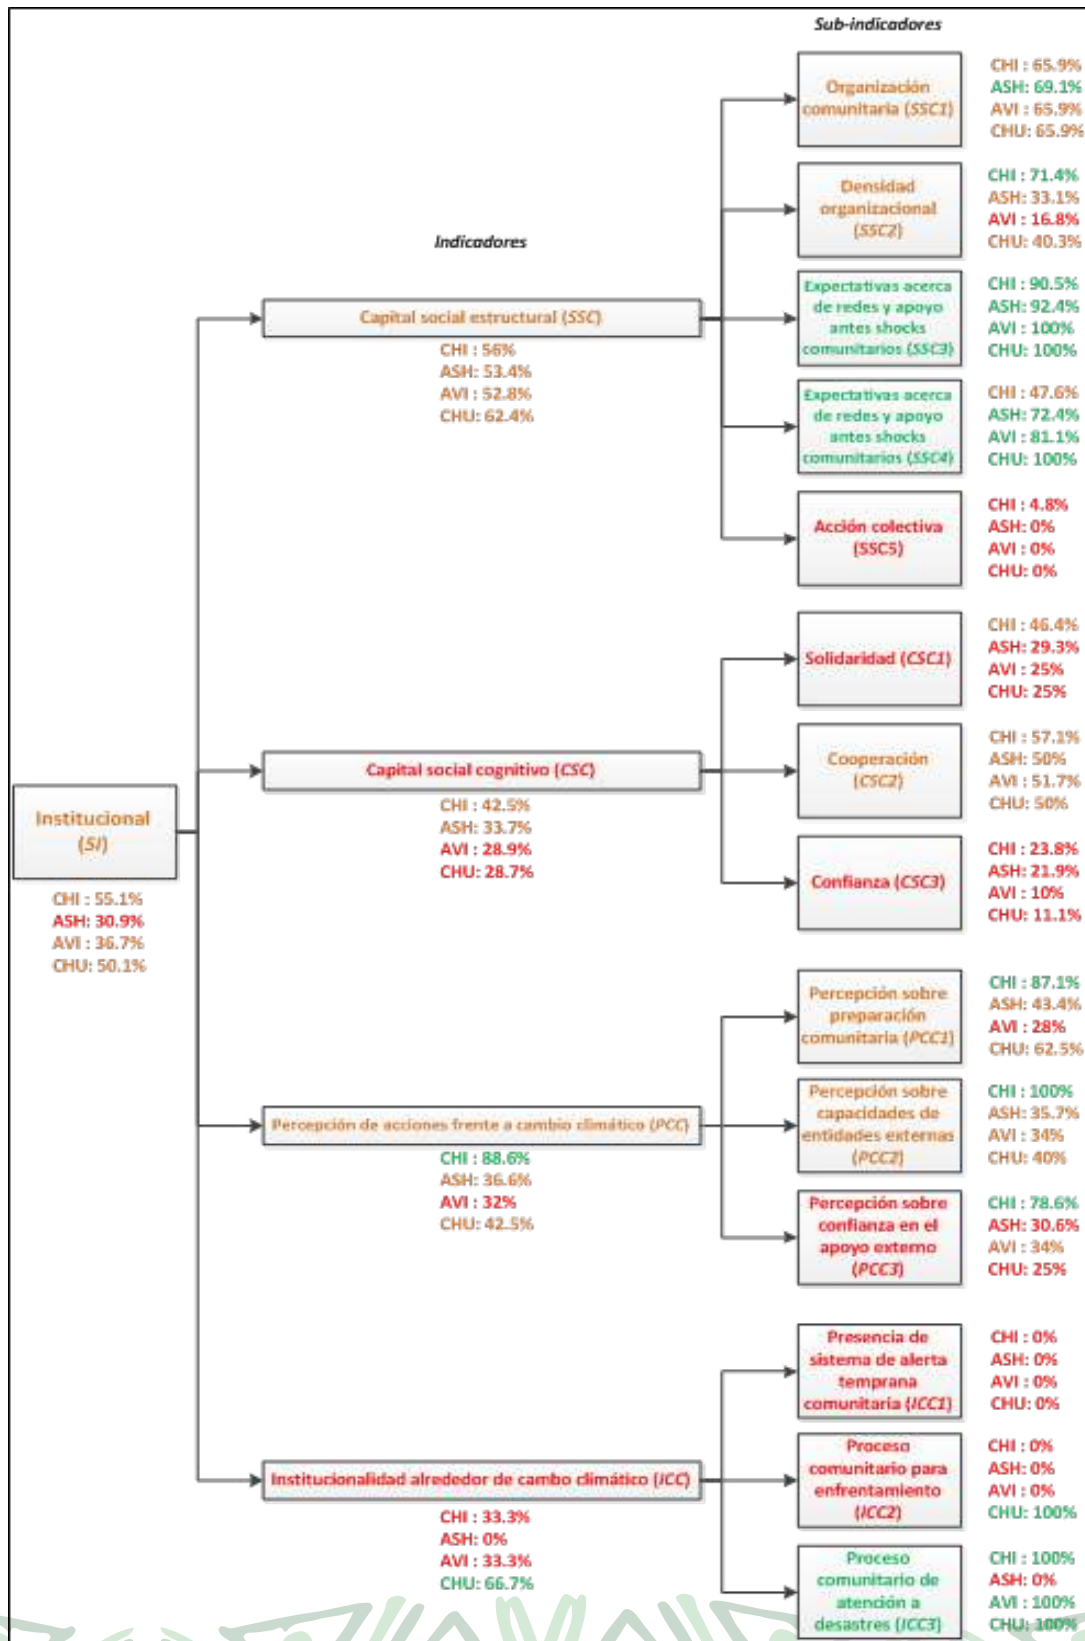 Sub-indicadores
Organización
comunitaria (SSC1)
CHI : 65.9%
ASH: 69.1%
AVI : 65.9%
CHU: 65.9%
Densidad
organizacional
(SSC2)
CHI : 71.4%
ASH: 33.1%
AVI : 16.8%
CHU: 40.3%
Indicadores
Expectativas acerca
de redes y apoyo
antes shocks
comunitarios (SSC3)
CHI : 90.5%
ASH: 92.4%
AVI : 100%
CHU: 100%
Capital social estructural (SSC)
CHI : 56%
ASH: 53.4%
AVI : 52.8%
CHU: 62.4%
Expectativas acerca
de redes y apoyo
antes shocks
comunitarios (SSC4)
CHI : 47.6%
ASH: 72.4%
AVI : 81.1%
CHU: 100%
Acción colectiva
(SSC5)
CHI : 4.8%
ASH: 0%
AVI : 0%
CHU: 0%
Solidaridad (CSC1)
CHI : 46.4%
ASH: 29.3%
AVI : 25%
CHU: 25%
Capital social cognitivo (CSC)
CHI : 42.5%
ASH: 33.7%
AVI : 28.9%
CHU: 28.7%
Cooperación
(CSC2)
CHI : 57.1%
ASH: 50%
AVI : 51.7%
CHU: 50%
Institucional
(SI)
CHI : 55.1%
ASH: 30.9%
AVI : 36.7%
CHU: 50.1%
Confianza (CSC3)
CHI : 23.8%
ASH: 21.9%
AVI : 10%
CHU: 11.1%
Percepción sobre
preparación
comunitaria (PCC1)
CHI : 87.1%
ASH: 43.4%
AVI : 28%
CHU: 62.5%
Percepción de acciones frente a cambio climático (PCC)
CHI : 88.6%
ASH: 36.6%
AVI : 32%
CHU: 42.5%
Percepción sobre
capacidades de
entidades externas
(PCC2)
CHI : 100%
ASH: 35.7%
AVI : 34%
CHU: 40%
Percepción sobre
confianza en el
apoyo externo
(PCC3)
CHI : 78.6%
ASH: 30.6%
AVI : 34%
CHU: 25%
Presencia de
sistema de alerta
temprana
comunitaria (ICC1)
CHI : 0%
ASH: 0%
AVI : 0%
CHU: 0%
Institucionalidad alrededor de cambo climático (ICC)
CHI : 33.3%
ASH: 0%
AVI : 33.3%
CHU: 66.7%
Proceso
comunitario para
enfrentamiento
(ICC2)
CHI : 0%
ASH: 0%
AVI : 0%
CHU: 100%
Proceso
comunitario de
atención a
desastres (ICC3)
CHI : 100%
ASH: 0%
AVI : 100%
CHU: 100%